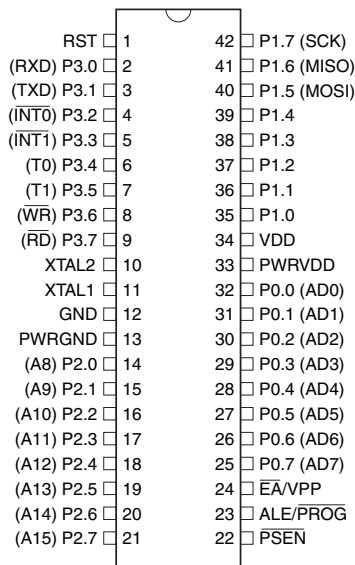 RST 1 42 P1.7 (SCK)
(RXD) P3.0 2 41 P1.6 (MISO)
(TXD) P3.1 3 40 P1.5 (MOSI)
(INT0) P3.2 4 39 P1.4
(INT1) P3.3 5 38 P1.3
(T0) P3.4 6 37 P1.2
(T1) P3.5 7 36 P1.1
(WR) P3.6 8 35 P1.0
(RD) P3.7 9 34 VDD
XTAL2 10 33 PWRVDD
XTAL1 11 32 P0.0 (AD0)
GND 12 31 P0.1 (AD1)
PWRGND 13 30 P0.2 (AD2)
(A8) P2.0 14 29 P0.3 (AD3)
(A9) P2.1 15 28 P0.4 (AD4)
(A10) P2.2 16 27 P0.5 (AD5)
(A11) P2.3 17 26 P0.6 (AD6)
(A12) P2.4 18 25 P0.7 (AD7)
(A13) P2.5 19 24 EA/VPP
(A14) P2.6 20 23 ALE/PROG
(A15) P2.7 21 22 PSEN